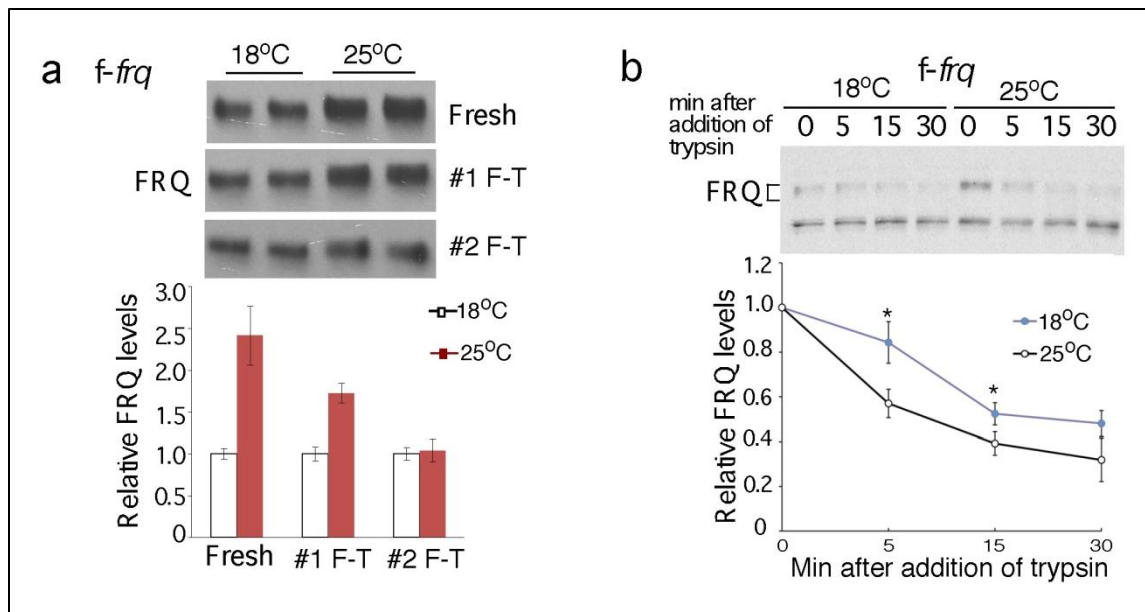 a f-frq
18°C 25°C
Fresh
FRQ #1 F-T
#2 F-T
Relative FRQ levels
3.0
2.5
2.0
1.5
1.0
0.5
0
18°C
25°C
Fresh #1 F-T #2 F-T
b f-frq
18°C 25°C
min after
addition of
trypsin
0 5 15 30 0 5 15 30
FRQ
Relative FRQ levels
1.2
1.0
0.8
0.6
0.4
0.2
0
* *
18°C
25°C
0 5 15 30
Min after addition of trypsin